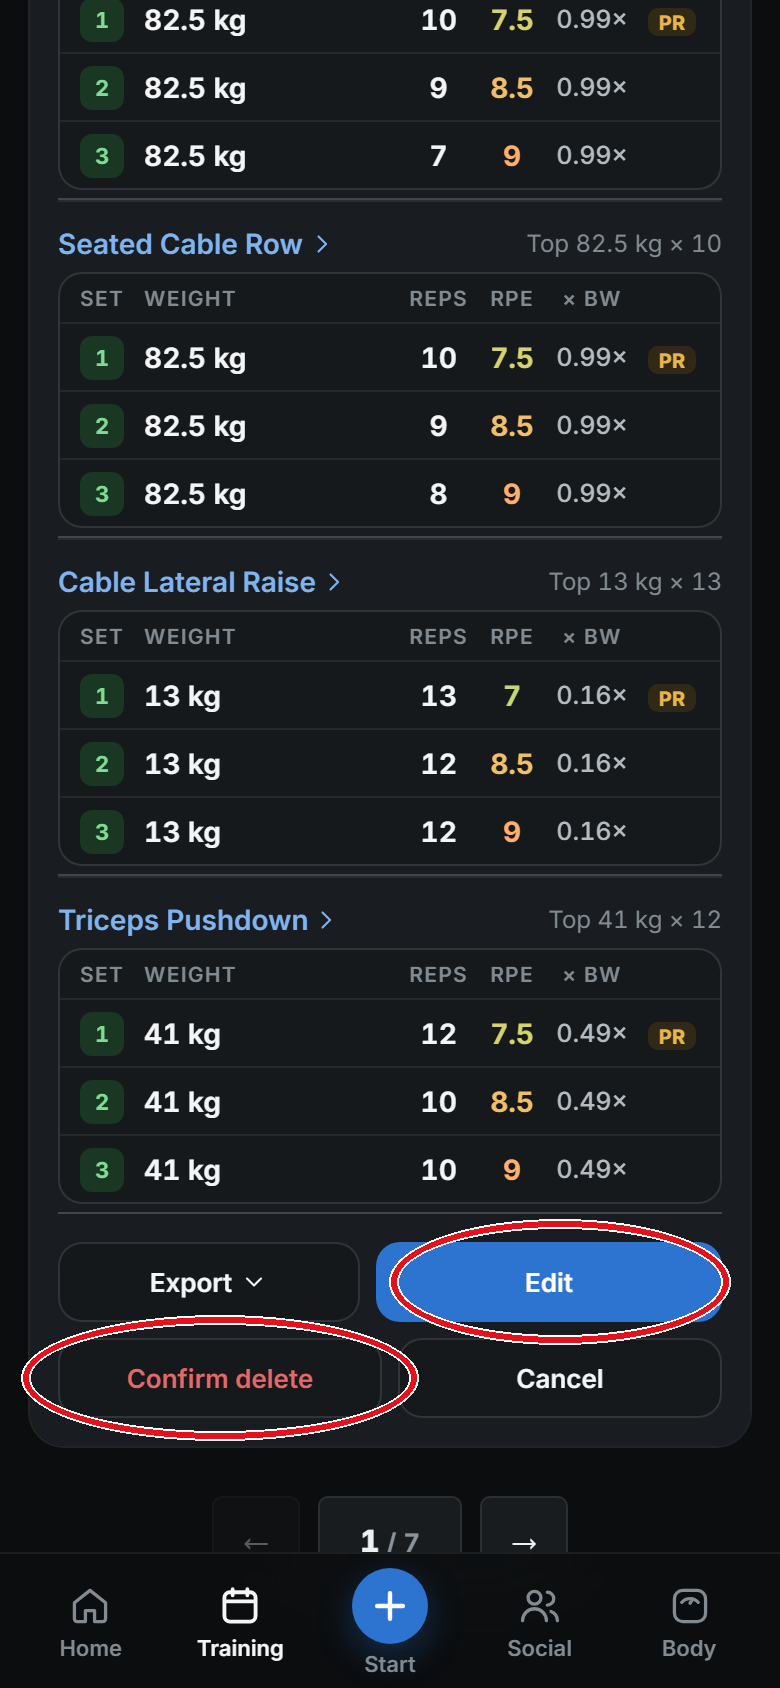 1 82.5 kg 10 7.5 0.99× PR
2 82.5 kg 9 8.5 0.99×
3 82.5 kg 7 9 0.99×
Seated Cable Row > Top 82.5 kg × 10
SET WEIGHT REPS RPE × BW
1 82.5 kg 10 7.5 0.99× PR
2 82.5 kg 9 8.5 0.99×
3 82.5 kg 8 9 0.99×
Cable Lateral Raise > Top 13 kg × 13
SET WEIGHT REPS RPE × BW
1 13 kg 13 7 0.16× PR
2 13 kg 12 8.5 0.16×
3 13 kg 12 9 0.16×
Triceps Pushdown > Top 41 kg × 12
SET WEIGHT REPS RPE × BW
1 41 kg 12 7.5 0.49× PR
2 41 kg 10 8.5 0.49×
3 41 kg 10 9 0.49×
Export Edit
Confirm delete Cancel
← 1 / 7 →
Home Training Start Social Body